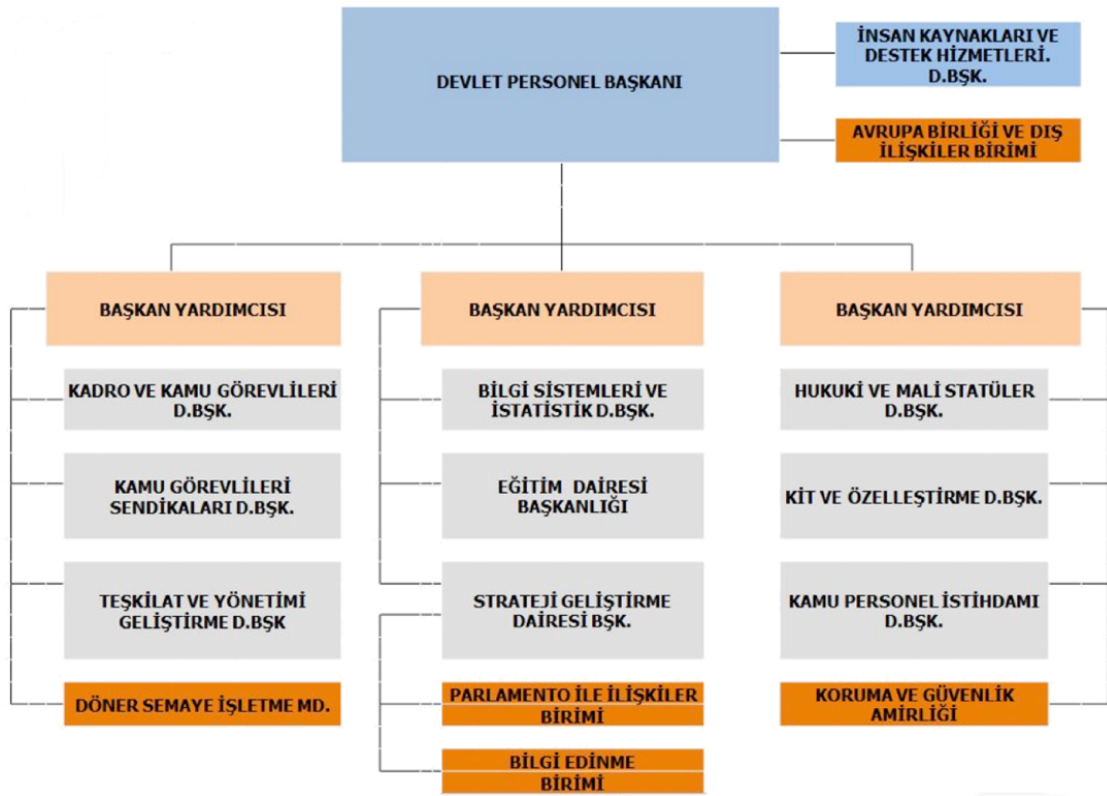 DEVLET PERSONEL BAŞKANI
İNSAN KAYNAKLARI VE
DESTEK HİZMETLERİ.
D.BŞK.
AVRUPA BİRLİĞİ VE DIŞ
İLİŞKİLER BİRİMİ
BAŞKAN YARDIMCISI
KADRO VE KAMU GÖREVLİLERİ
D.BŞK.
KAMU GÖREVLİLERİ
SENDİKALARI D.BŞK.
TEŞKİLAT VE YÖNETİMİ
GELİŞTİRME D.BŞK
DÖNER SEMAYE İŞLETME MD.
BAŞKAN YARDIMCISI
BİLGİ SİSTEMLERİ VE
İSTATİSTİK D.BŞK.
EĞİTİM DAİRESİ
BAŞKANLIĞI
STRATEJİ GELİŞTİRME
DAİRESİ BŞK.
PARLAMENTO İLE İLİŞKİLER
BİRİMİ
BİLGİ EDİNME
BİRİMİ
BAŞKAN YARDIMCISI
HUKUKİ VE MALİ STATÜLER
D.BŞK.
KİT VE ÖZELLEŞTİRME D.BŞK.
KAMU PERSONEL İSTİHDAMI
D.BŞK.
KORUMA VE GÜVENLİK
AMİRLİĞİ